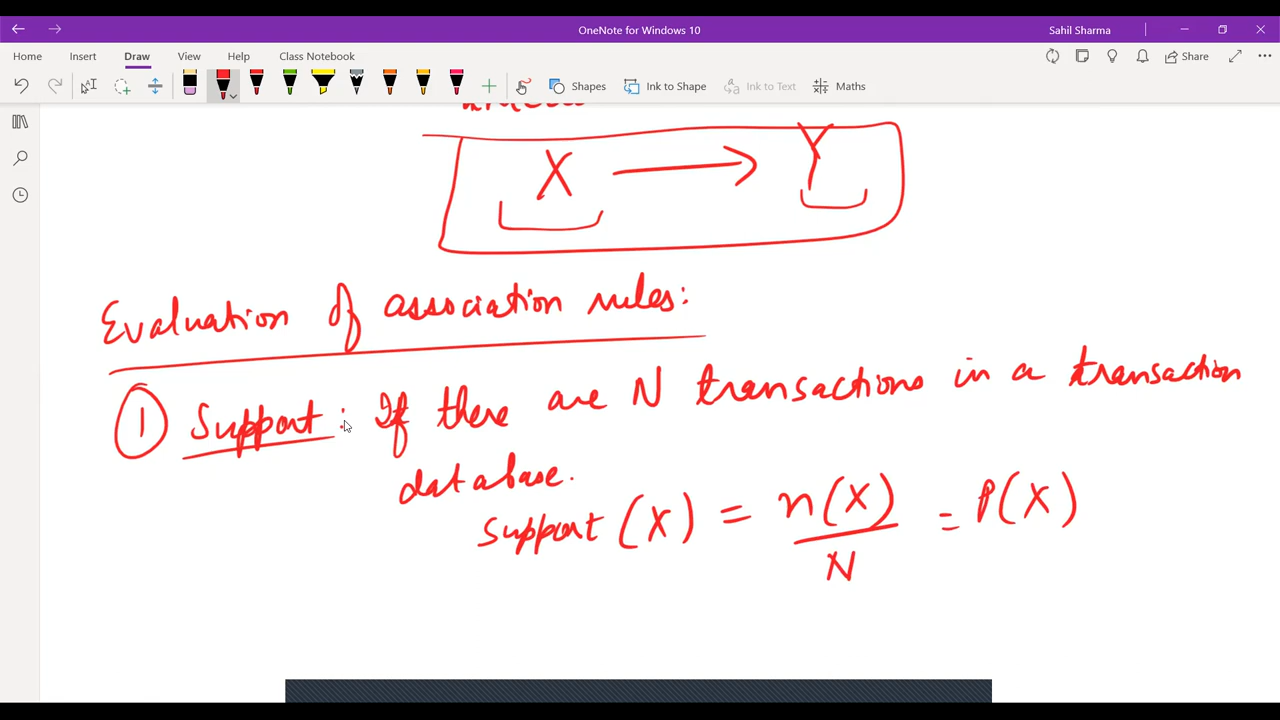 OneNote for Windows 10
Sahil Sharma
Home Insert Draw View Help Class Notebook Share
Shapes Ink to Shape Ink to Text Maths
X → Y
Evaluation of association rules:
① Support: If there are N transactions in a transaction
database.
Support (X) = n(X) / N = P(X)